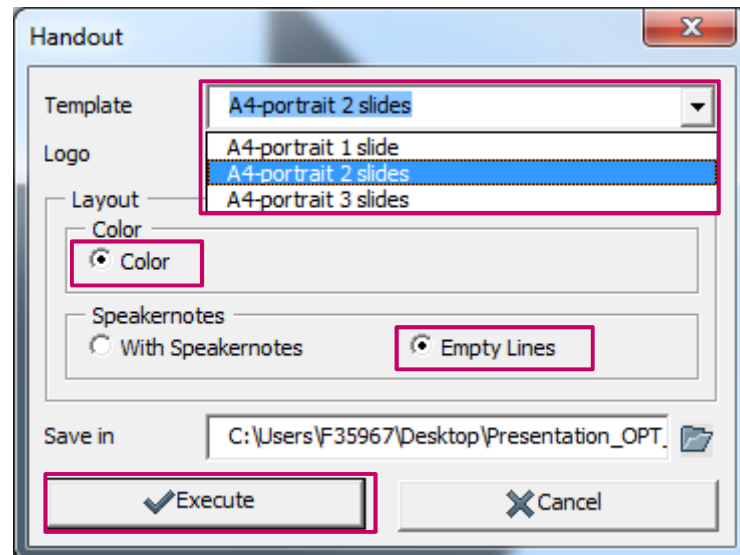 Handout
Template
A4-portrait 2 slides
A4-portrait 1 slide
Logo
A4-portrait 2 slides
A4-portrait 3 slides
Layout
Color
Color
Speakernotes
With Speakernotes
Empty Lines
Save in
C:\Users\F35967\Desktop\Presentation_OPT_
Execute
Cancel